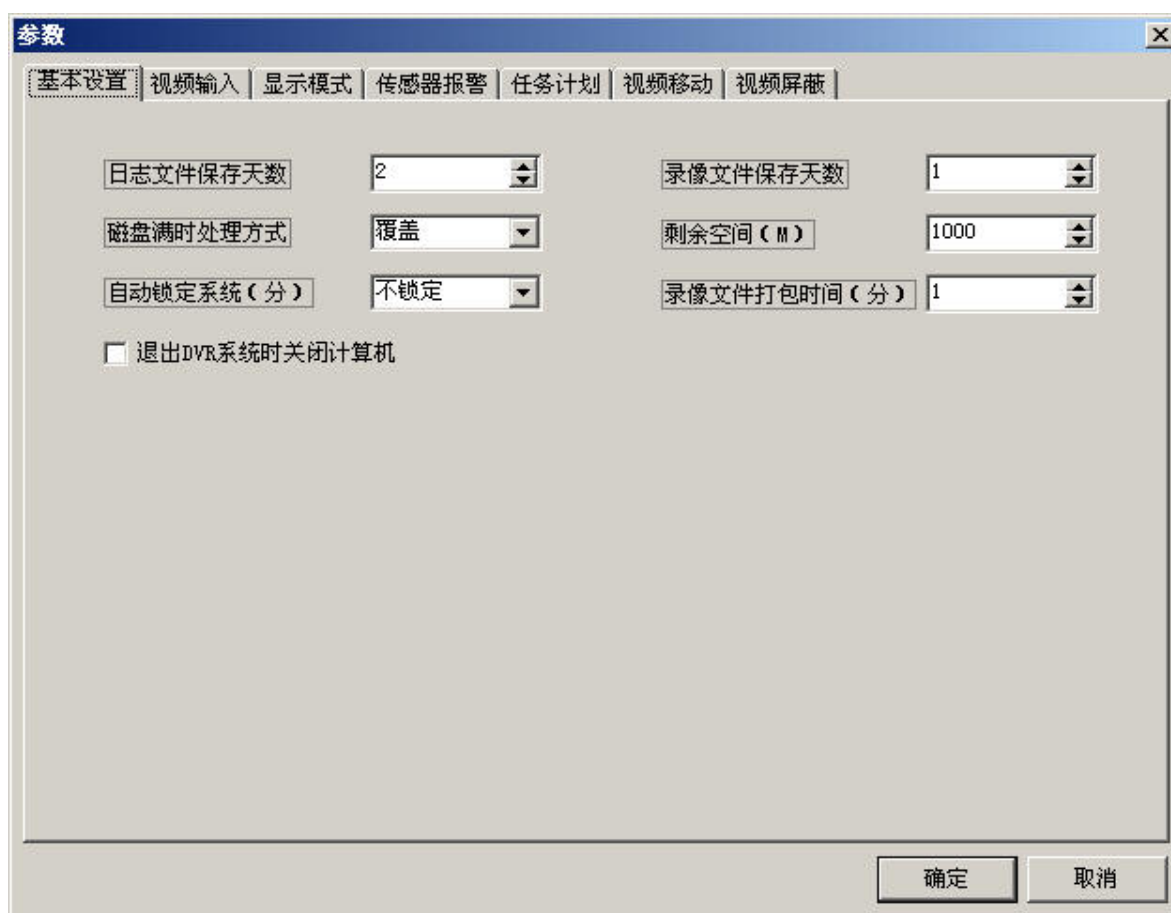 参数
基本设置 视频输入 显示模式 传感器报警 任务计划 视频移动 视频屏蔽
日志文件保存天数 2 录像文件保存天数 1
磁盘满时处理方式 覆盖 剩余空间(M) 1000
自动锁定系统(分) 不锁定 录像文件打包时间(分) 1
退出DVR系统时关闭计算机
确定 取消